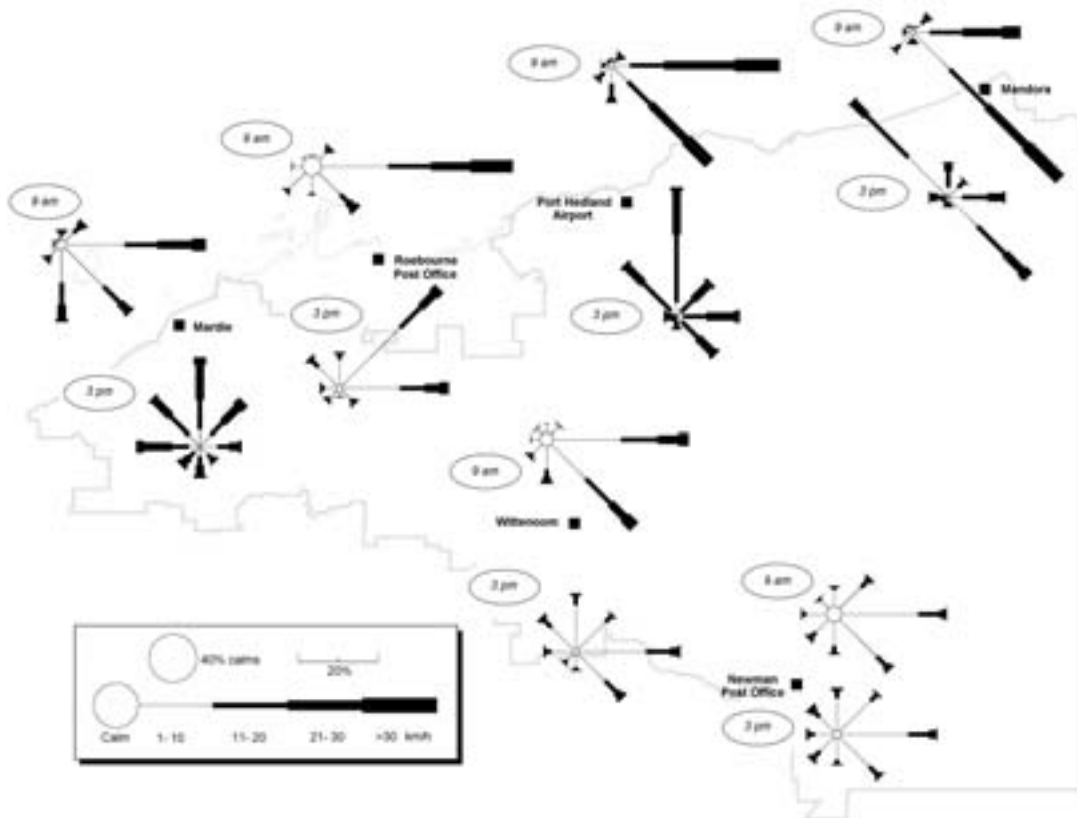 9 am
9 am
Mandora
9 am
3 pm
9 am
Port Hedland
Airport
Roebourne
Post Office
3 pm
3 pm
Mardie
3 pm
9 am
Wittenoom
3 pm
9 am
Newman
Post Office
3 pm
40% calms
20%
Calm 1- 10 11- 20 21- 30 >30 km/h